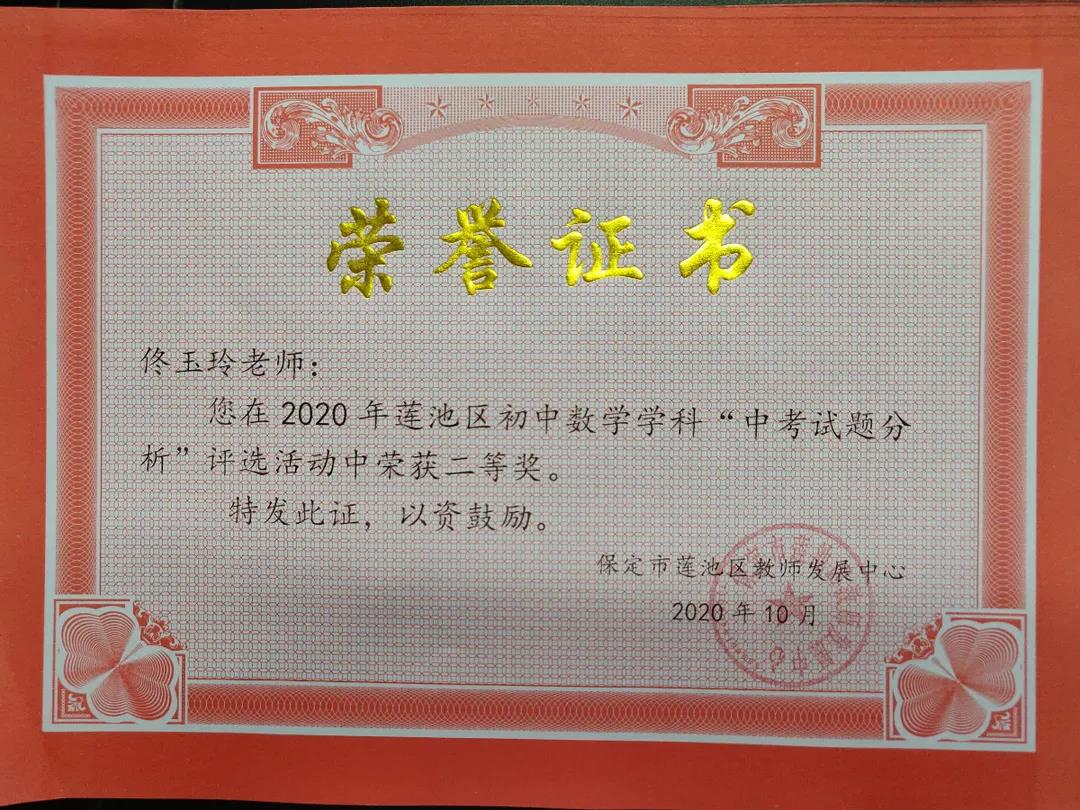 荣誉证书
佟玉玲老师：
您在2020年莲池区初中数学学科“中考试题分
析”评选活动中荣获二等奖。
特发此证，以资鼓励。
保定市莲池区教师发展中心
2020年10月